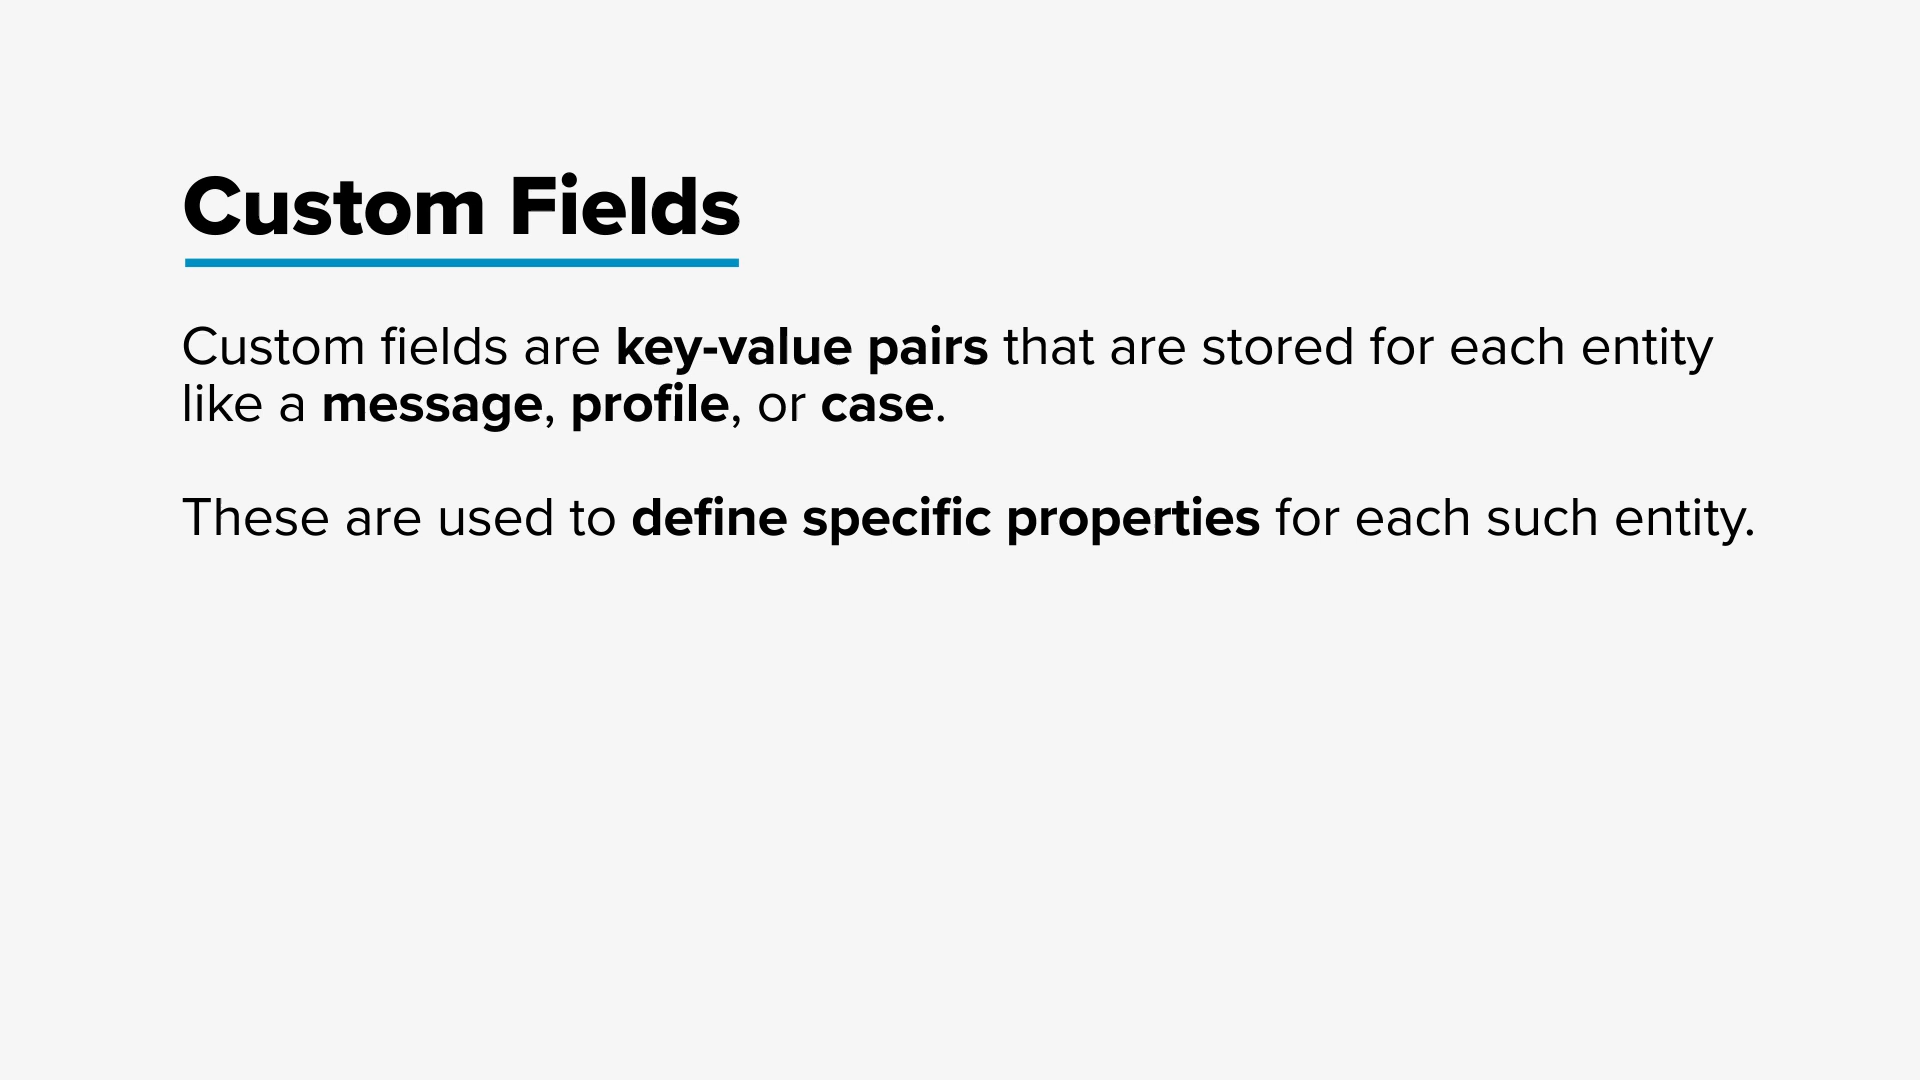 Custom Fields
Custom fields are key-value pairs that are stored for each entity
like a message, profile, or case.
These are used to define specific properties for each such entity.